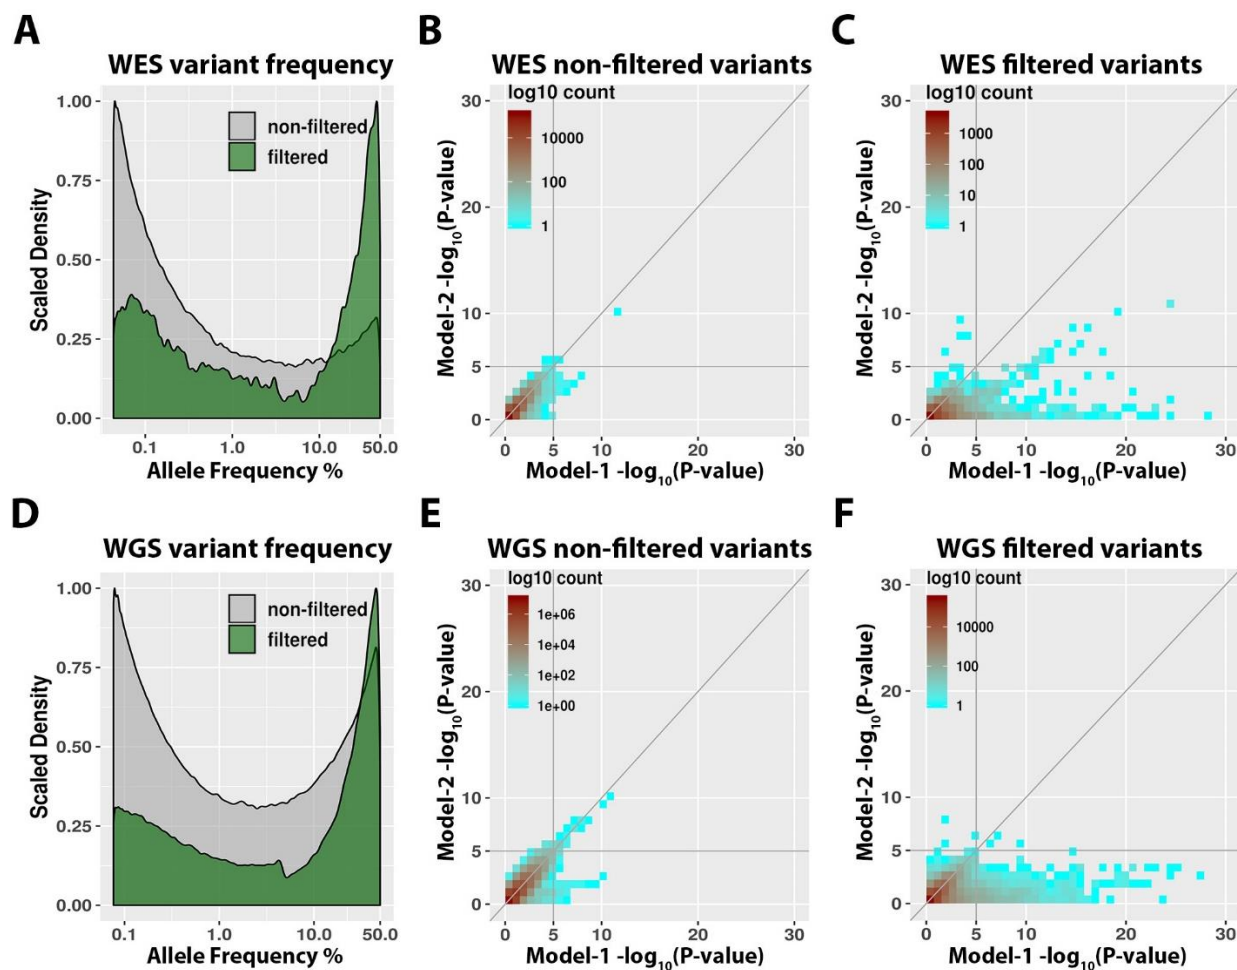 A
WES variant frequency
1.00
0.75
0.50
0.25
0.00
Scaled Density
non-filtered
filtered
0.1 1.0 10.0 50.0
Allele Frequency %
B
WES non-filtered variants
log10 count
10000
100
1
30
20
10
5
0
Model-2 -log10(P-value)
0 5 10 20 30
Model-1 -log10(P-value)
C
WES filtered variants
log10 count
1000
100
10
1
30
20
10
5
0
Model-2 -log10(P-value)
0 5 10 20 30
Model-1 -log10(P-value)
D
WGS variant frequency
1.00
0.75
0.50
0.25
0.00
Scaled Density
non-filtered
filtered
0.1 1.0 10.0 50.0
Allele Frequency %
E
WGS non-filtered variants
log10 count
1e+06
1e+04
1e+02
1e+00
30
20
10
5
0
Model-2 -log10(P-value)
0 5 10 20 30
Model-1 -log10(P-value)
F
WGS filtered variants
log10 count
10000
100
1
30
20
10
5
0
Model-2 -log10(P-value)
0 5 10 20 30
Model-1 -log10(P-value)